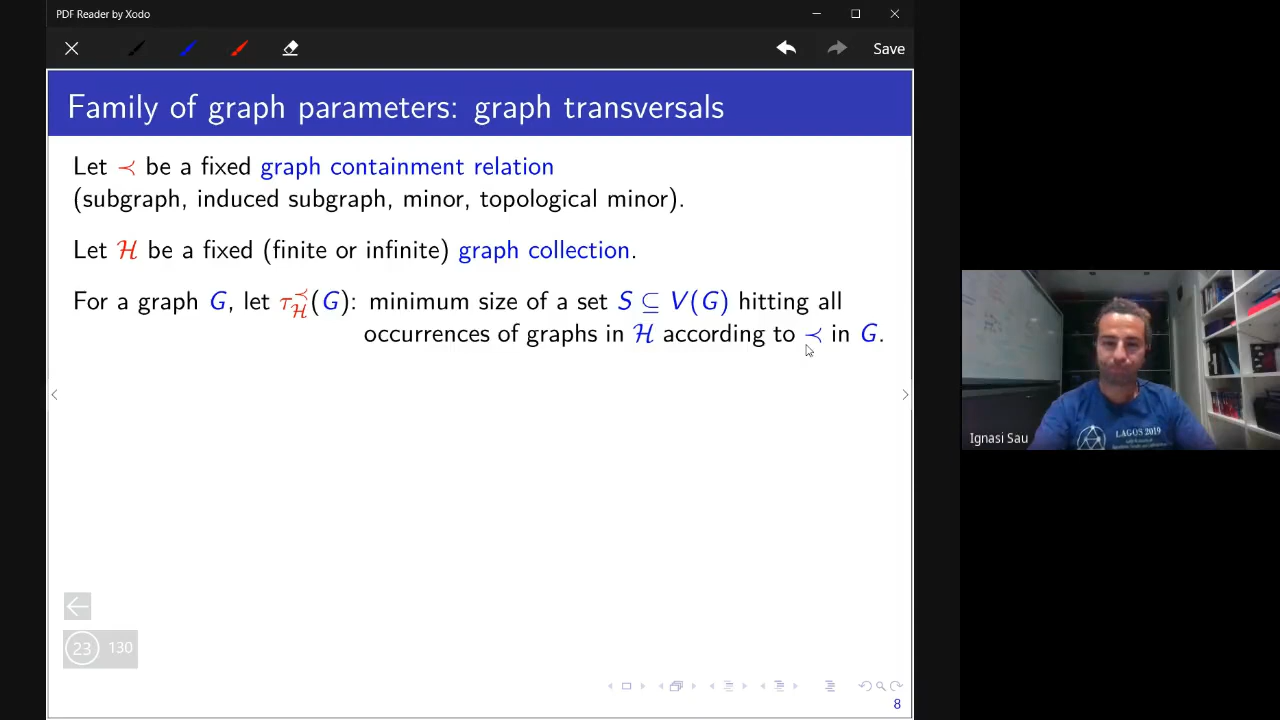 PDF Reader by Xodo
Save
Family of graph parameters: graph transversals
Let ≺ be a fixed graph containment relation
(subgraph, induced subgraph, minor, topological minor).
Let ℋ be a fixed (finite or infinite) graph collection.
For a graph G, let τ_ℋ^≺(G): minimum size of a set S ⊆ V(G) hitting all
occurrences of graphs in ℋ according to ≺ in G.
LAGOS 2019
Ignasi Sau
23 130
8